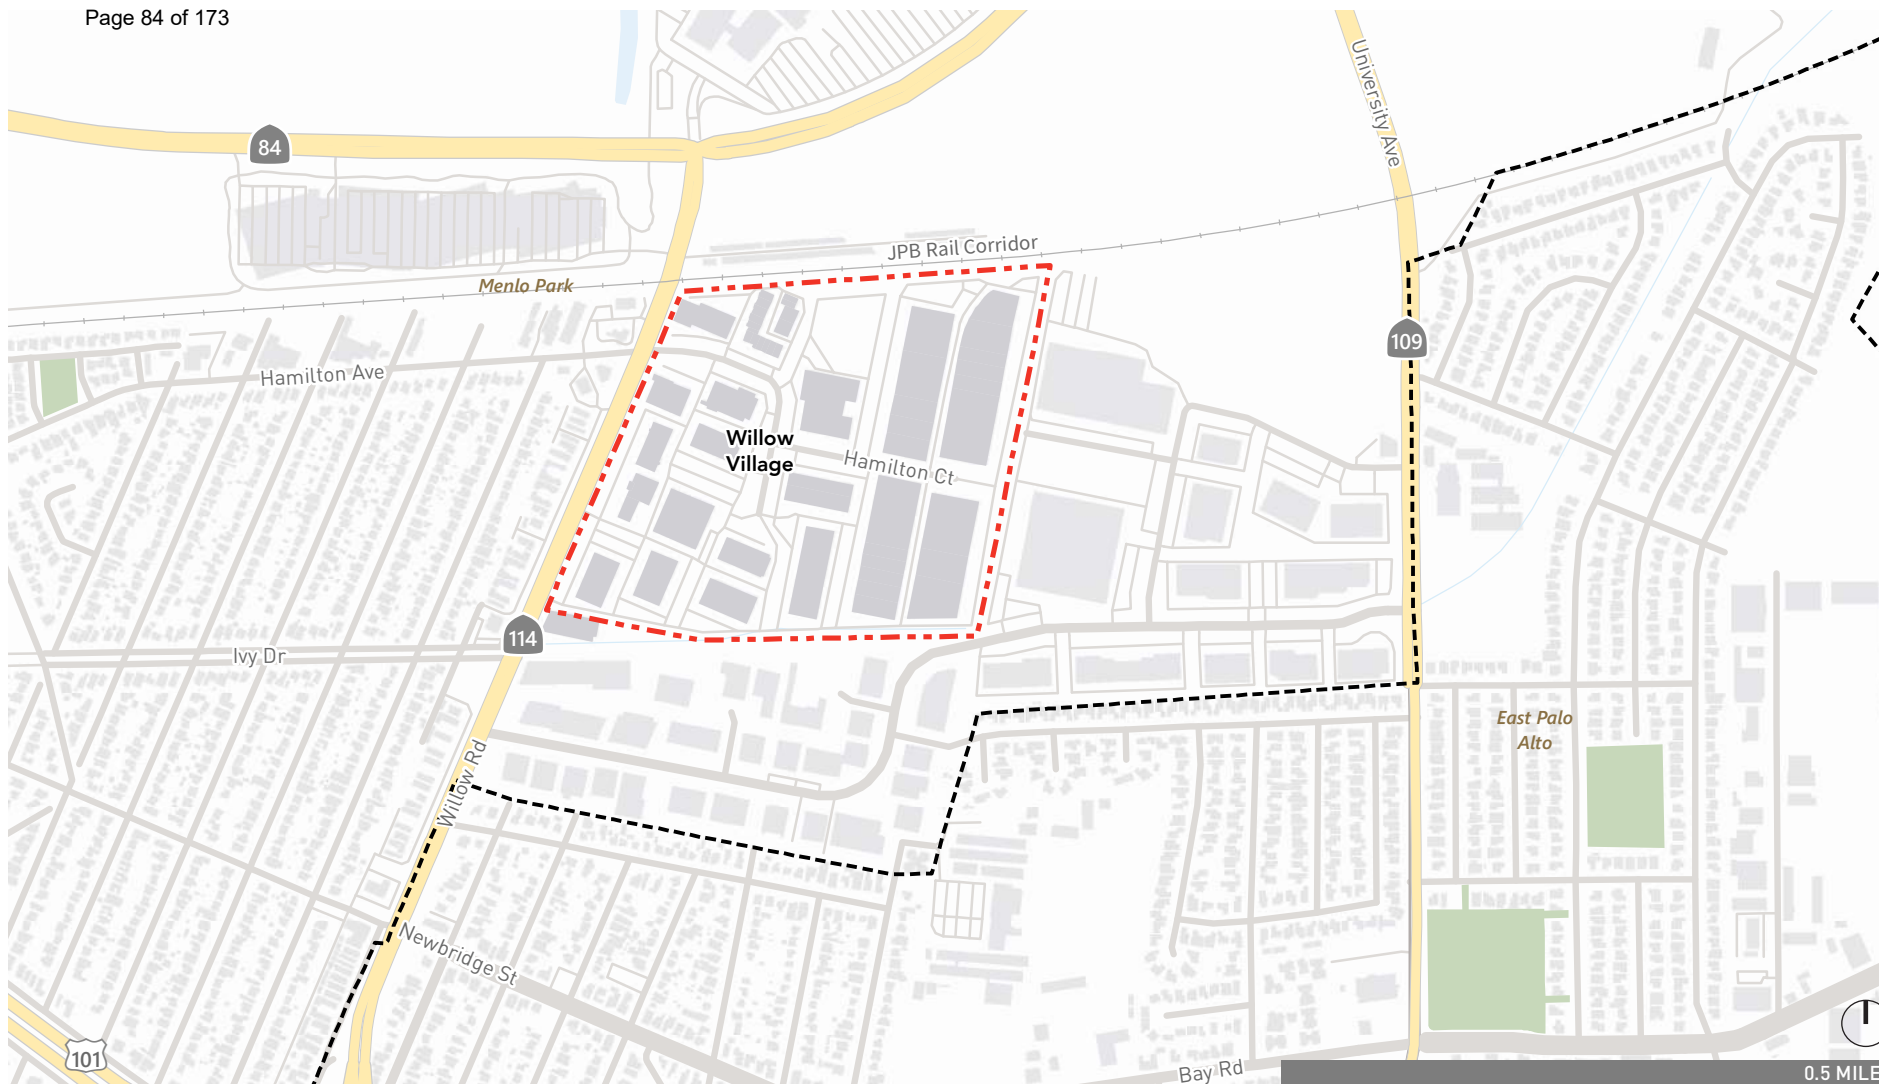 Page 84 of 173
University Ave
84
JPB Rail Corridor
Menlo Park
109
Hamilton Ave
Willow
Village
Hamilton Ct
114
Ivy Dr
East Palo
Alto
Willow Rd
Newbridge St
101
Bay Rd
0.5 MILE